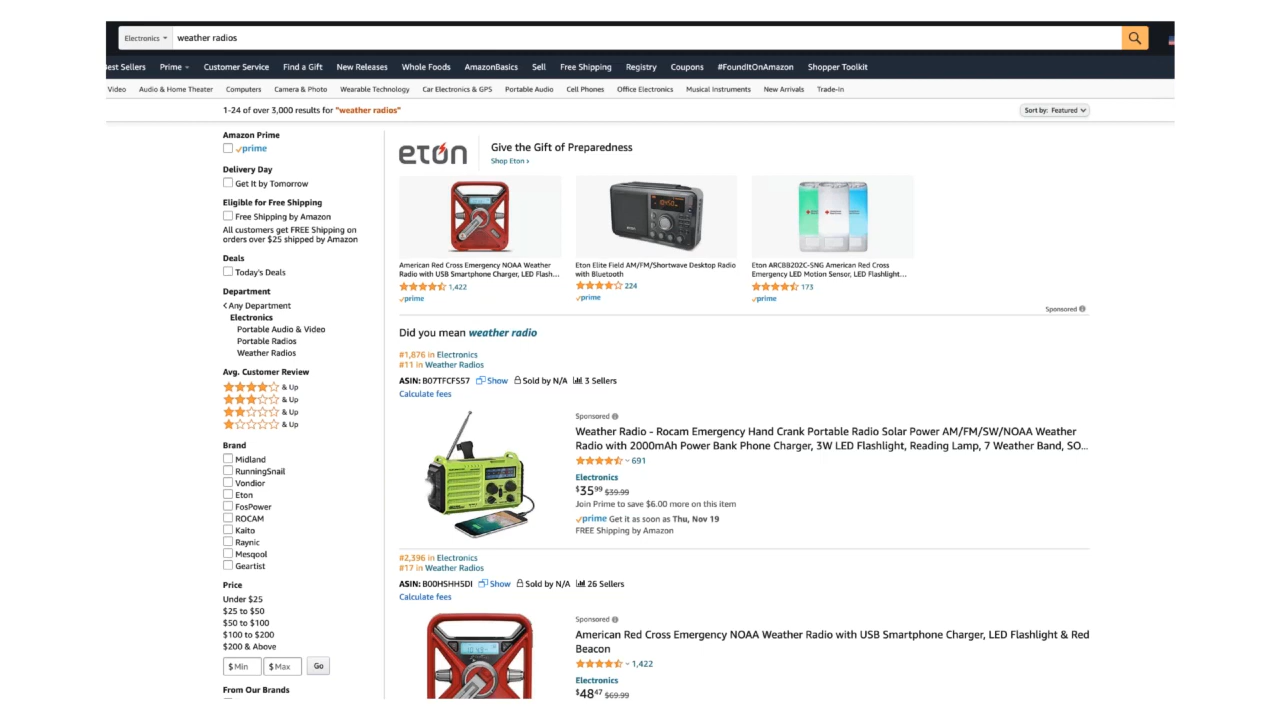 Electronics
weather radios
est Sellers Prime Customer Service Find a Gift New Releases Whole Foods AmazonBasics Sell Free Shipping Registry Coupons #FoundItOnAmazon Shopper Toolkit
Video Audio & Home Theater Computers Camera & Photo Wearable Technology Car Electronics & GPS Portable Audio Cell Phones Office Electronics Musical Instruments New Arrivals Trade-In
1-24 of over 3,000 results for "weather radios"
Sort by: Featured
Amazon Prime
prime
Delivery Day
Get It by Tomorrow
Eligible for Free Shipping
Free Shipping by Amazon
All customers get FREE Shipping on
orders over $25 shipped by Amazon
Deals
Today's Deals
Department
Any Department
Electronics
Portable Audio & Video
Portable Radios
Weather Radios
Avg. Customer Review
& Up
& Up
& Up
& Up
Brand
Midland
RunningSnail
Vondior
Eton
FosPower
ROCAM
Kaito
Raynic
Mesqool
Geartist
Price
Under $25
$25 to $50
$50 to $100
$100 to $200
$200 & Above
$ Min $ Max Go
From Our Brands
etón
Give the Gift of Preparedness
Shop Eton ›
American Red Cross Emergency NOAA Weather
Radio with USB Smartphone Charger, LED Flash...
1,422
prime
Eton Elite Field AM/FM/Shortwave Desktop Radio
with Bluetooth
224
prime
Eton ARCBB202C-SNG American Red Cross
Emergency LED Motion Sensor, LED Flashlight...
173
prime
Sponsored
Did you mean weather radio
#1,876 in Electronics
#11 in Weather Radios
ASIN: B07TFCFS57 Show Sold by N/A 3 Sellers
Calculate fees
Sponsored
Weather Radio - Rocam Emergency Hand Crank Portable Radio Solar Power AM/FM/SW/NOAA Weather
Radio with 2000mAh Power Bank Phone Charger, 3W LED Flashlight, Reading Lamp, 7 Weather Band, SO...
691
Electronics
$35 99 $39.99
Join Prime to save $6.00 more on this item
prime Get it as soon as Thu, Nov 19
FREE Shipping by Amazon
#2,396 in Electronics
#17 in Weather Radios
ASIN: B00HSHH5DI Show Sold by N/A 26 Sellers
Calculate fees
Sponsored
American Red Cross Emergency NOAA Weather Radio with USB Smartphone Charger, LED Flashlight & Red
Beacon
1,422
Electronics
$48 47 $69.99